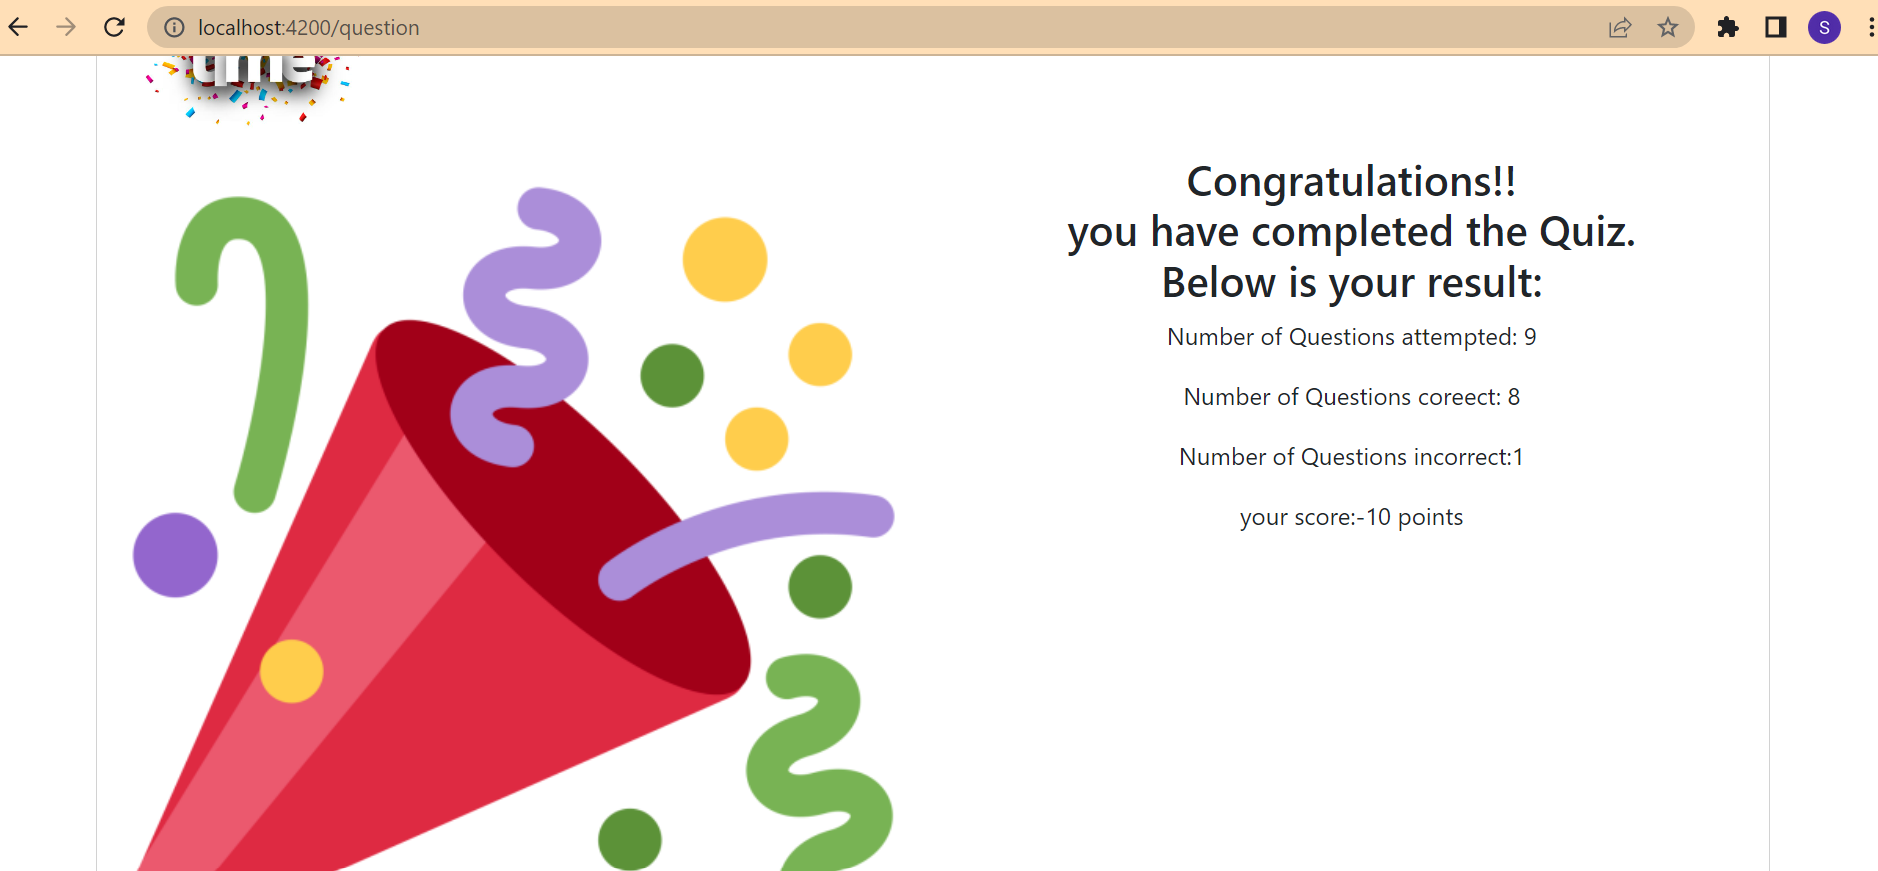 localhost:4200/question
S
Congratulations!!
you have completed the Quiz.
Below is your result:
Number of Questions attempted: 9
Number of Questions coreect: 8
Number of Questions incorrect:1
your score:-10 points